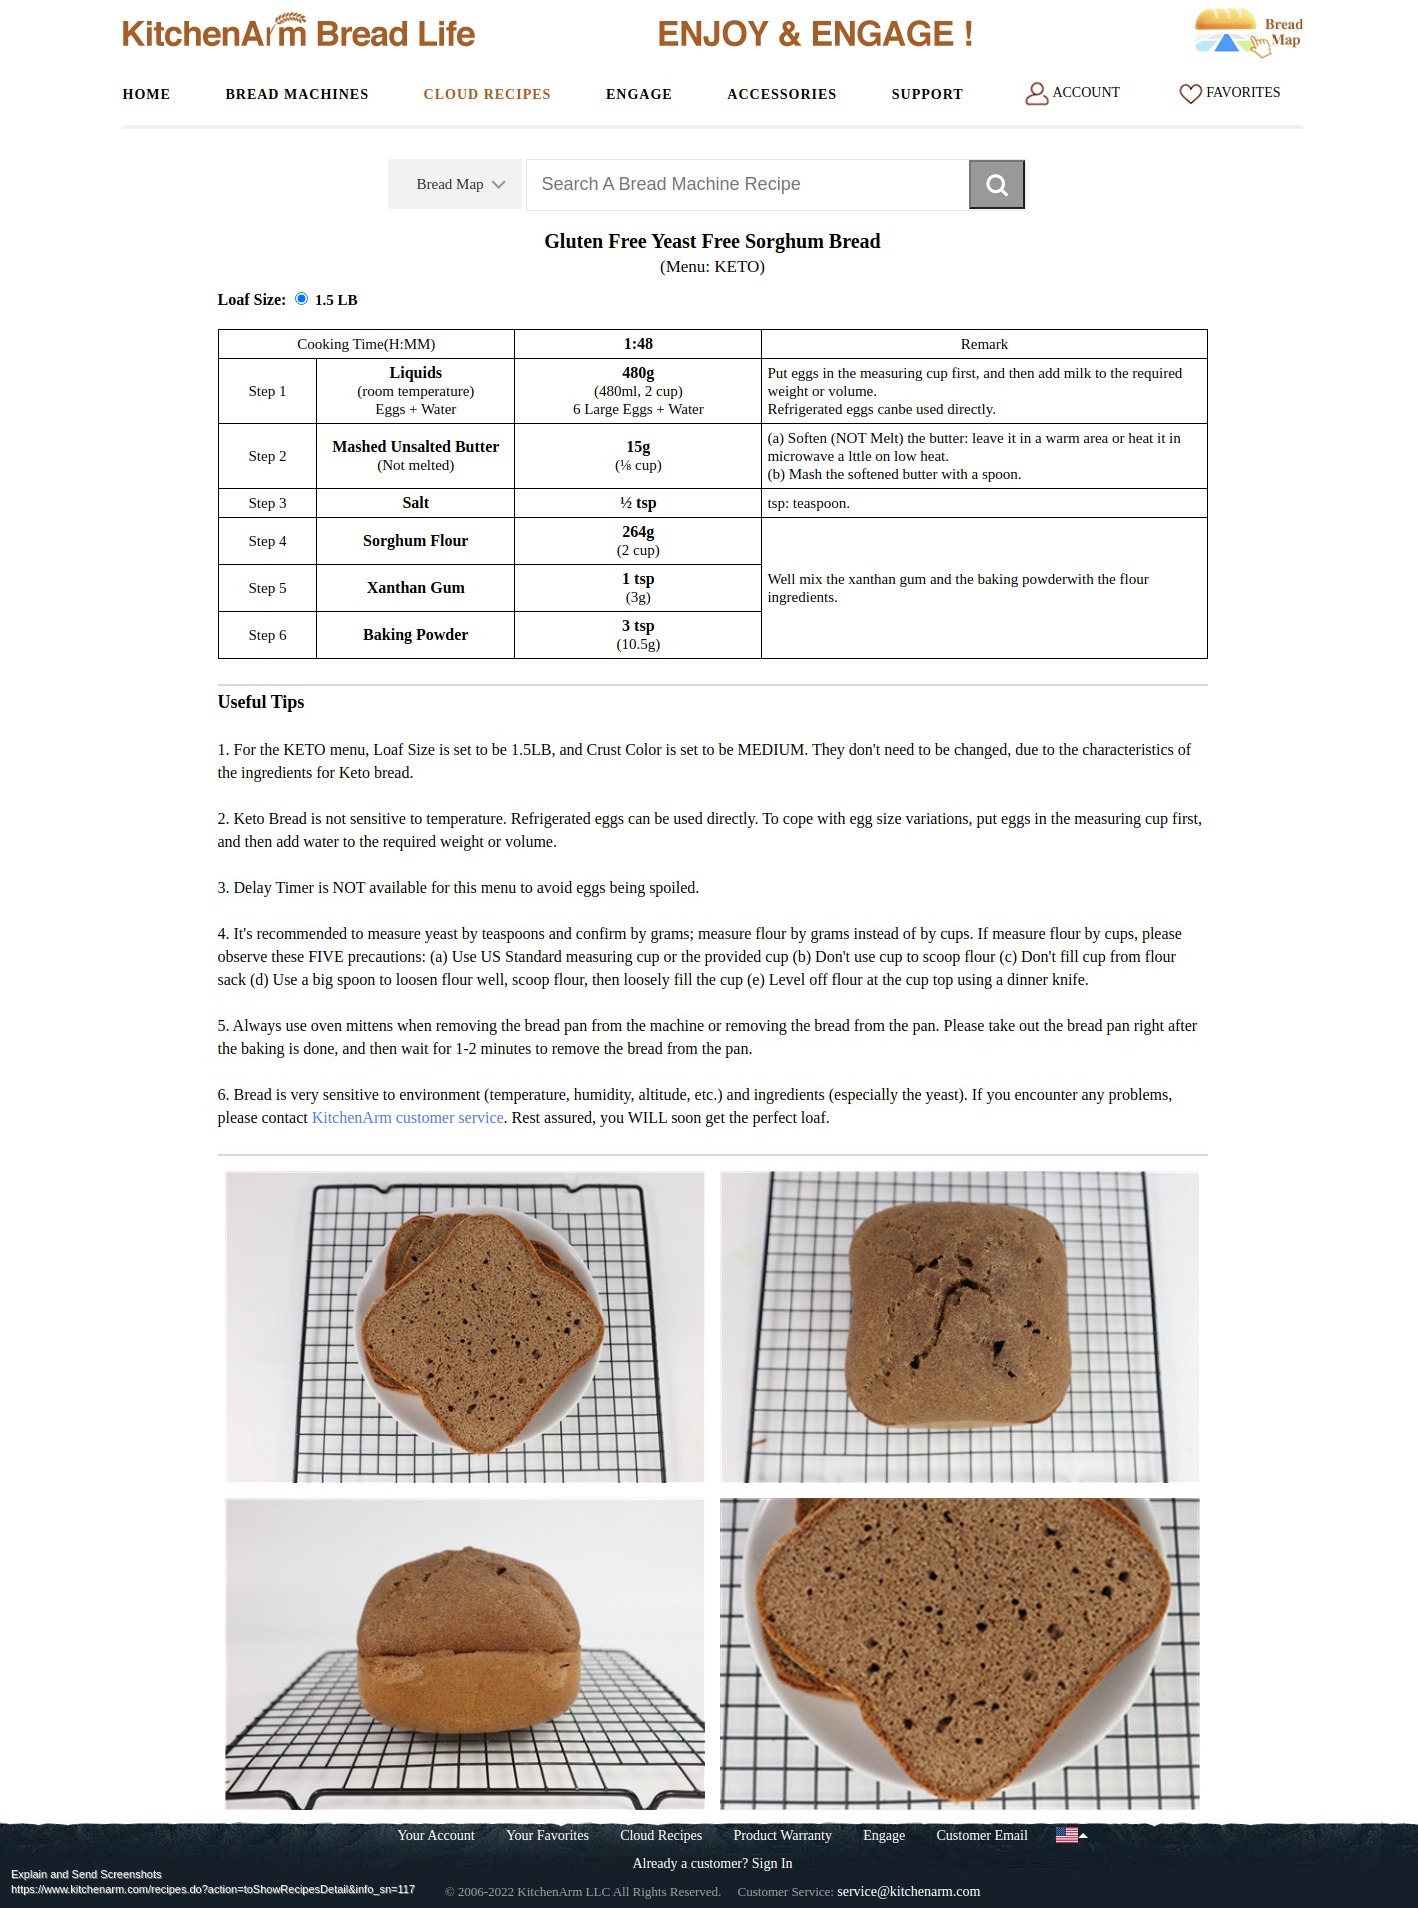 KitchenArm Bread Life
ENJOY & ENGAGE !
Bread
Map
HOME BREAD MACHINES CLOUD RECIPES ENGAGE ACCESSORIES SUPPORT ACCOUNT FAVORITES
Bread Map Search A Bread Machine Recipe
Gluten Free Yeast Free Sorghum Bread
(Menu: KETO)
Loaf Size: 1.5 LB
Cooking Time(H:MM) 1:48 Remark
Step 1
Liquids
(room temperature)
Eggs + Water
480g
(480ml, 2 cup)
6 Large Eggs + Water
Put eggs in the measuring cup first, and then add milk to the required
weight or volume.
Refrigerated eggs canbe used directly.
Step 2
Mashed Unsalted Butter
(Not melted)
15g
(⅛ cup)
(a) Soften (NOT Melt) the butter: leave it in a warm area or heat it in
microwave a lttle on low heat.
(b) Mash the softened butter with a spoon.
Step 3 Salt ½ tsp tsp: teaspoon.
Step 4
Sorghum Flour
264g
(2 cup)
Step 5
Xanthan Gum
1 tsp
(3g)
Well mix the xanthan gum and the baking powderwith the flour
ingredients.
Step 6
Baking Powder
3 tsp
(10.5g)
Useful Tips
1. For the KETO menu, Loaf Size is set to be 1.5LB, and Crust Color is set to be MEDIUM. They don't need to be changed, due to the characteristics of
the ingredients for Keto bread.
2. Keto Bread is not sensitive to temperature. Refrigerated eggs can be used directly. To cope with egg size variations, put eggs in the measuring cup first,
and then add water to the required weight or volume.
3. Delay Timer is NOT available for this menu to avoid eggs being spoiled.
4. It's recommended to measure yeast by teaspoons and confirm by grams; measure flour by grams instead of by cups. If measure flour by cups, please
observe these FIVE precautions: (a) Use US Standard measuring cup or the provided cup (b) Don't use cup to scoop flour (c) Don't fill cup from flour
sack (d) Use a big spoon to loosen flour well, scoop flour, then loosely fill the cup (e) Level off flour at the cup top using a dinner knife.
5. Always use oven mittens when removing the bread pan from the machine or removing the bread from the pan. Please take out the bread pan right after
the baking is done, and then wait for 1-2 minutes to remove the bread from the pan.
6. Bread is very sensitive to environment (temperature, humidity, altitude, etc.) and ingredients (especially the yeast). If you encounter any problems,
please contact KitchenArm customer service. Rest assured, you WILL soon get the perfect loaf.
Your Account Your Favorites Cloud Recipes Product Warranty Engage Customer Email
Already a customer? Sign In
Explain and Send Screenshots
https://www.kitchenarm.com/recipes.do?action=toShowRecipesDetail&info_sn=117
© 2006-2022 KitchenArm LLC All Rights Reserved. Customer Service: service@kitchenarm.com